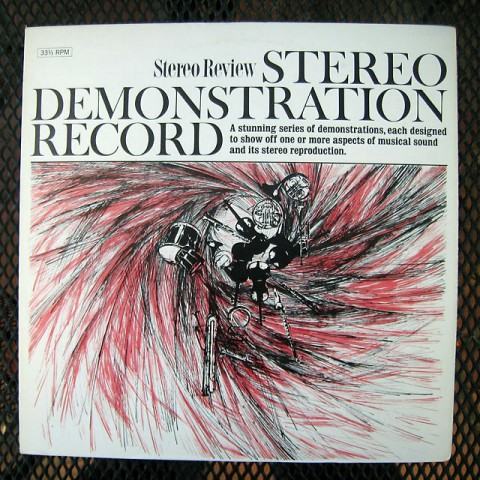 33⅓ RPM
Stereo Review STEREO
DEMONSTRATION
RECORD
A stunning series of demonstrations, each designed
to show off one or more aspects of musical sound
and its stereo reproduction.